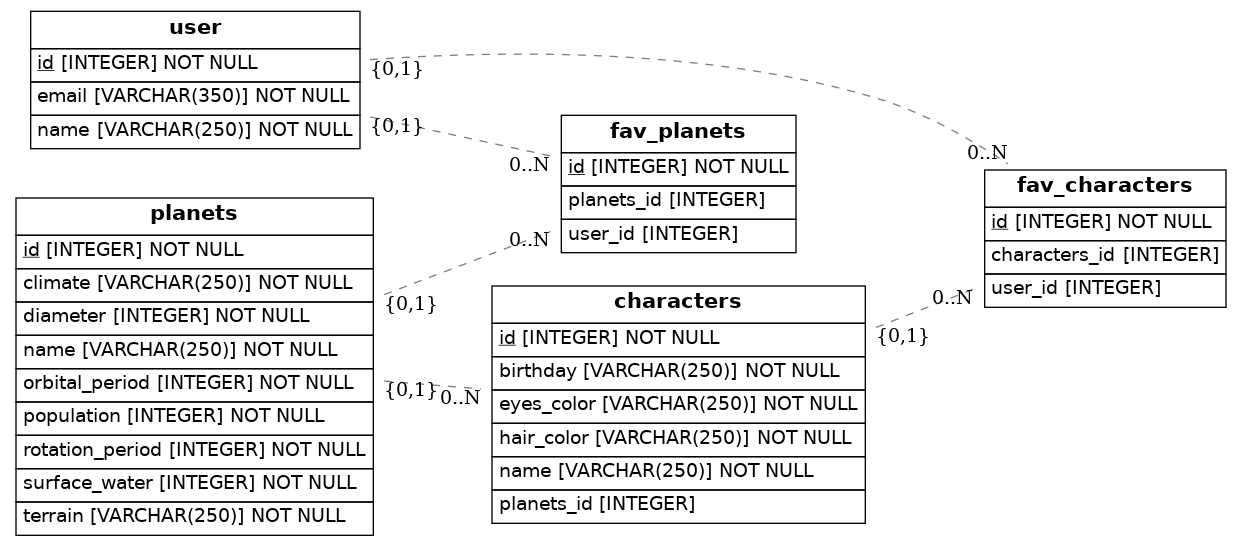 user
id [INTEGER] NOT NULL
email [VARCHAR(350)] NOT NULL
name [VARCHAR(250)] NOT NULL
{0,1}
{0,1}
0..N
0..N
fav_planets
id [INTEGER] NOT NULL
planets_id [INTEGER]
user_id [INTEGER]
fav_characters
id [INTEGER] NOT NULL
characters_id [INTEGER]
user_id [INTEGER]
planets
id [INTEGER] NOT NULL
climate [VARCHAR(250)] NOT NULL
diameter [INTEGER] NOT NULL
name [VARCHAR(250)] NOT NULL
orbital_period [INTEGER] NOT NULL
population [INTEGER] NOT NULL
rotation_period [INTEGER] NOT NULL
surface_water [INTEGER] NOT NULL
terrain [VARCHAR(250)] NOT NULL
0..N
{0,1}
{0,1}
0..N
characters
id [INTEGER] NOT NULL
birthday [VARCHAR(250)] NOT NULL
eyes_color [VARCHAR(250)] NOT NULL
hair_color [VARCHAR(250)] NOT NULL
name [VARCHAR(250)] NOT NULL
planets_id [INTEGER]
0..N
{0,1}